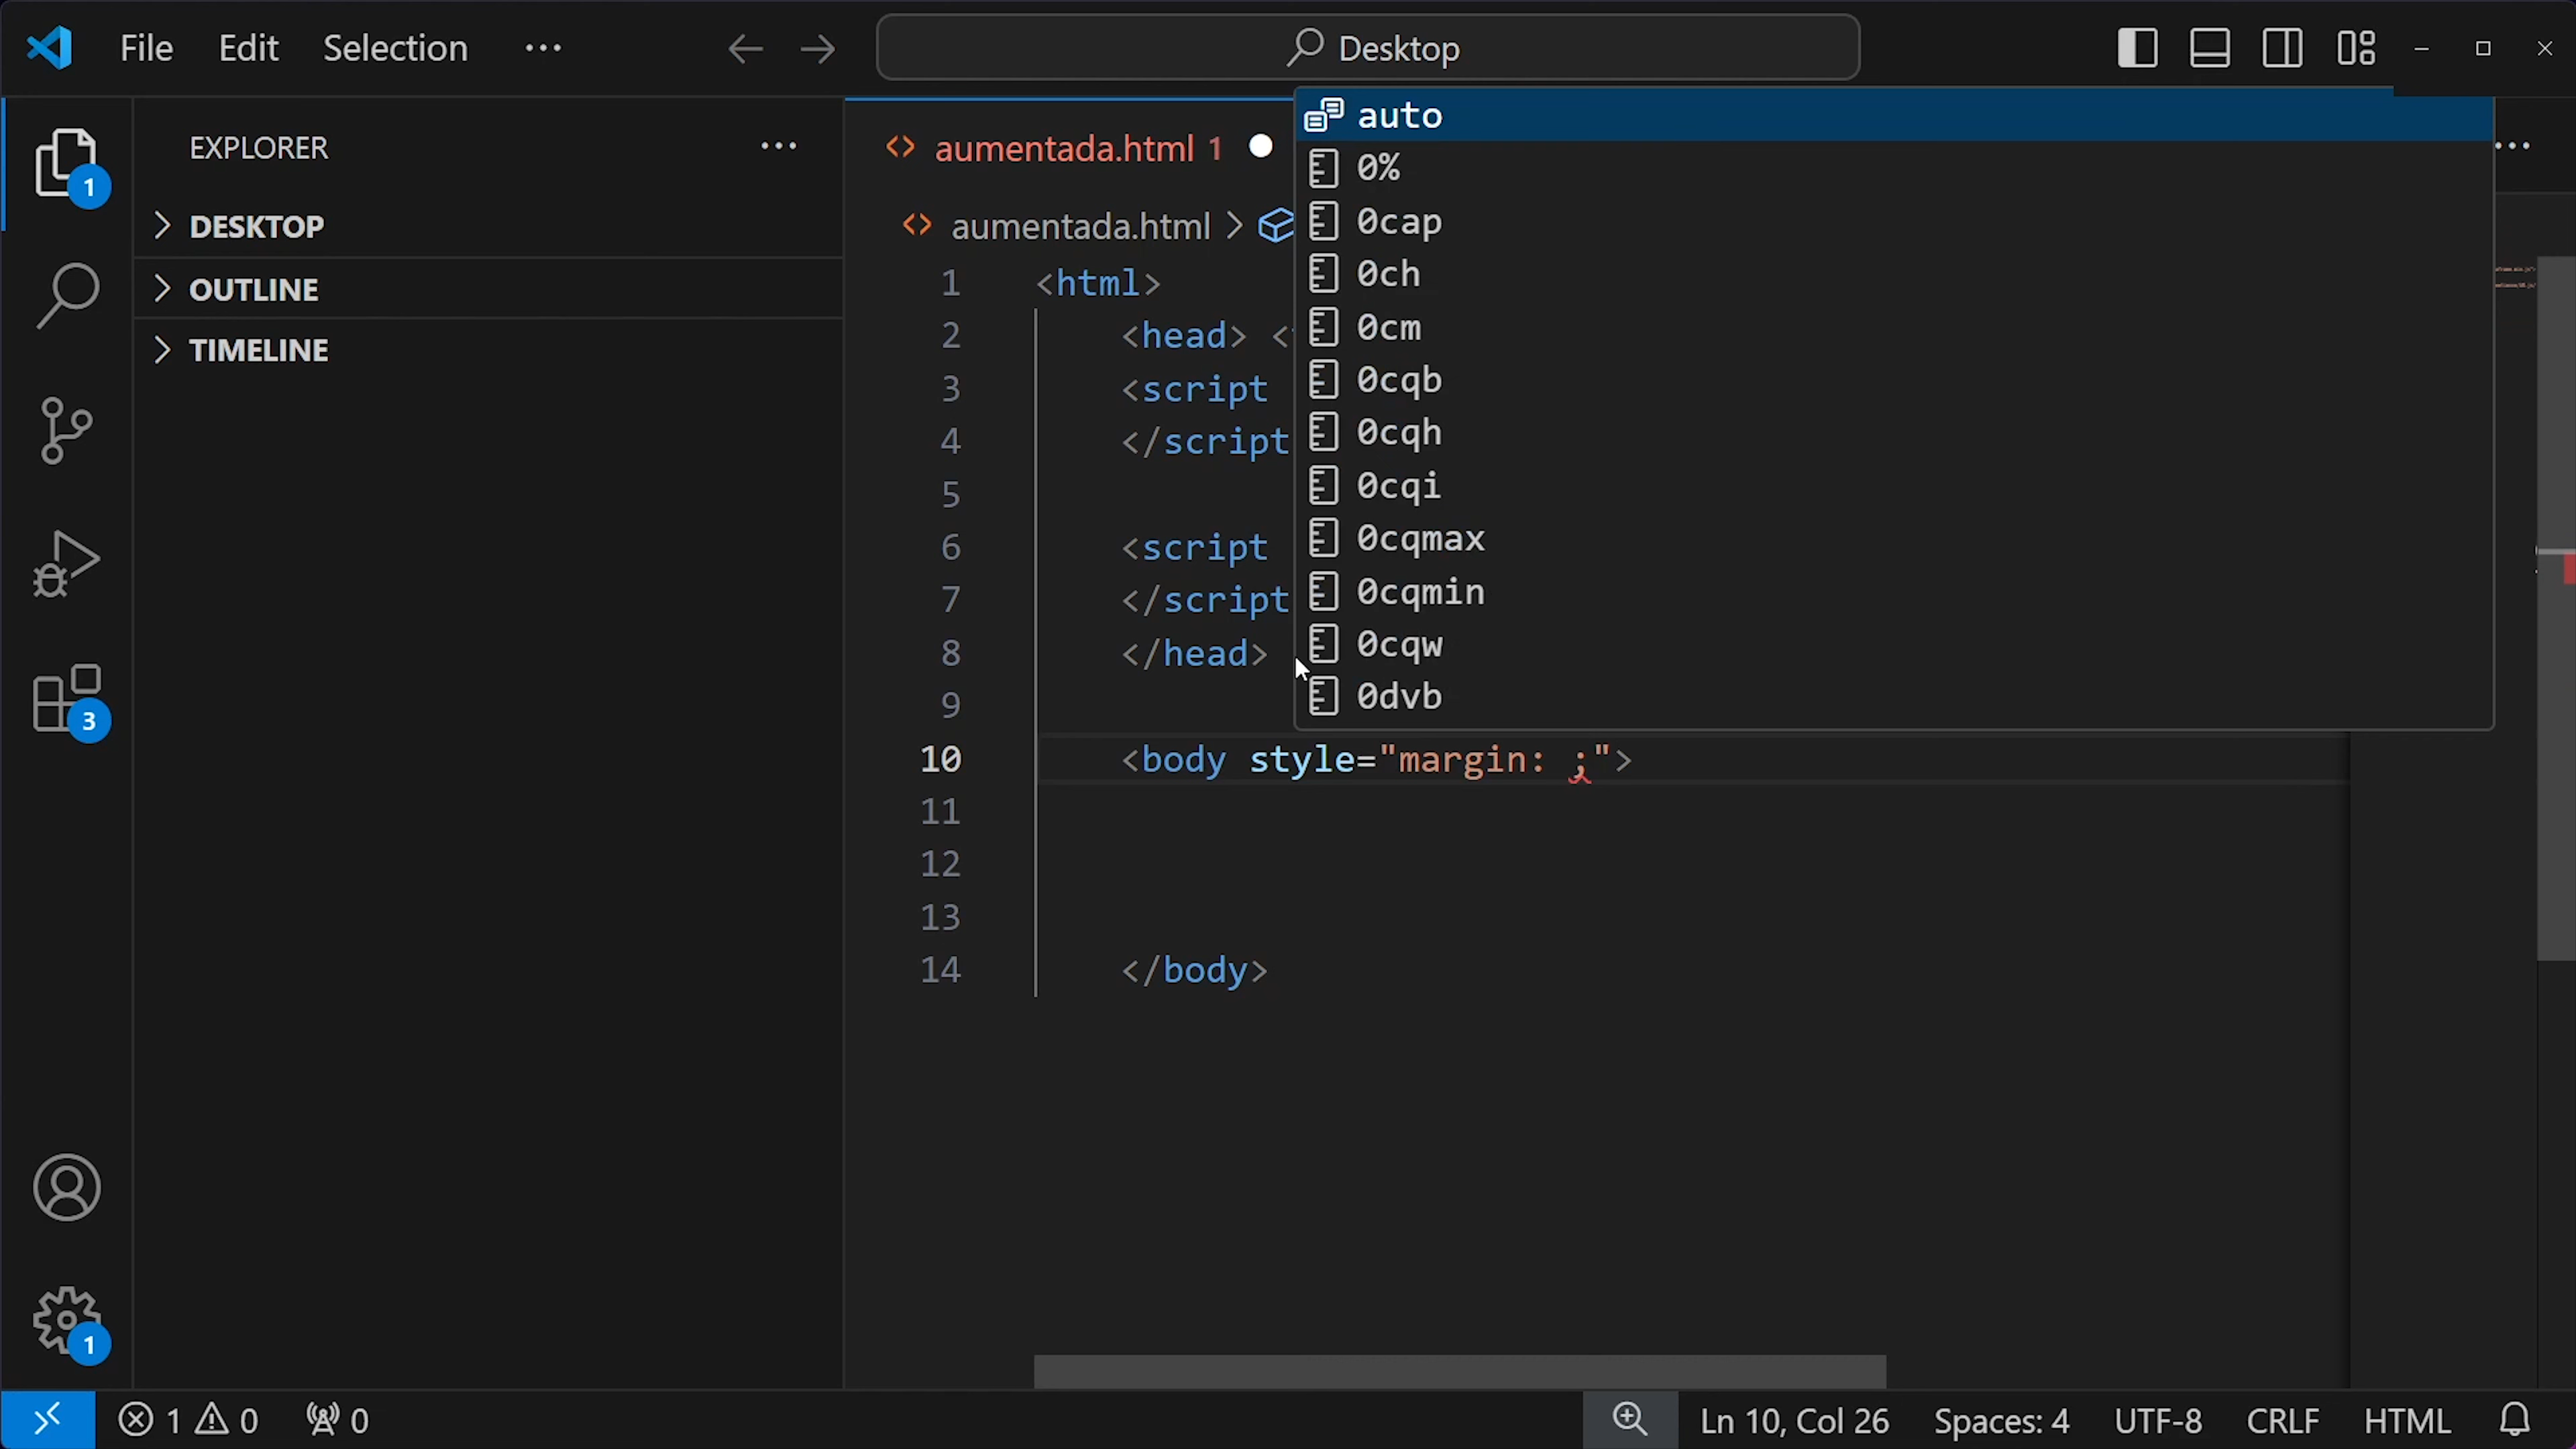 File Edit Selection ··· Desktop
EXPLORER ···
DESKTOP
OUTLINE
TIMELINE
1
3
1
aumentada.html 1
aumentada.html >
1 <html>
2 <head> <
3 <script
4 </script
5
6 <script
7 </script
8 </head>
9
10 <body style="margin: ;">
11
12
13
14 </body>
auto
0%
0cap
0ch
0cm
0cqb
0cqh
0cqi
0cqmax
0cqmin
0cqw
0dvb
···
1 0 0 Ln 10, Col 26 Spaces: 4 UTF-8 CRLF HTML